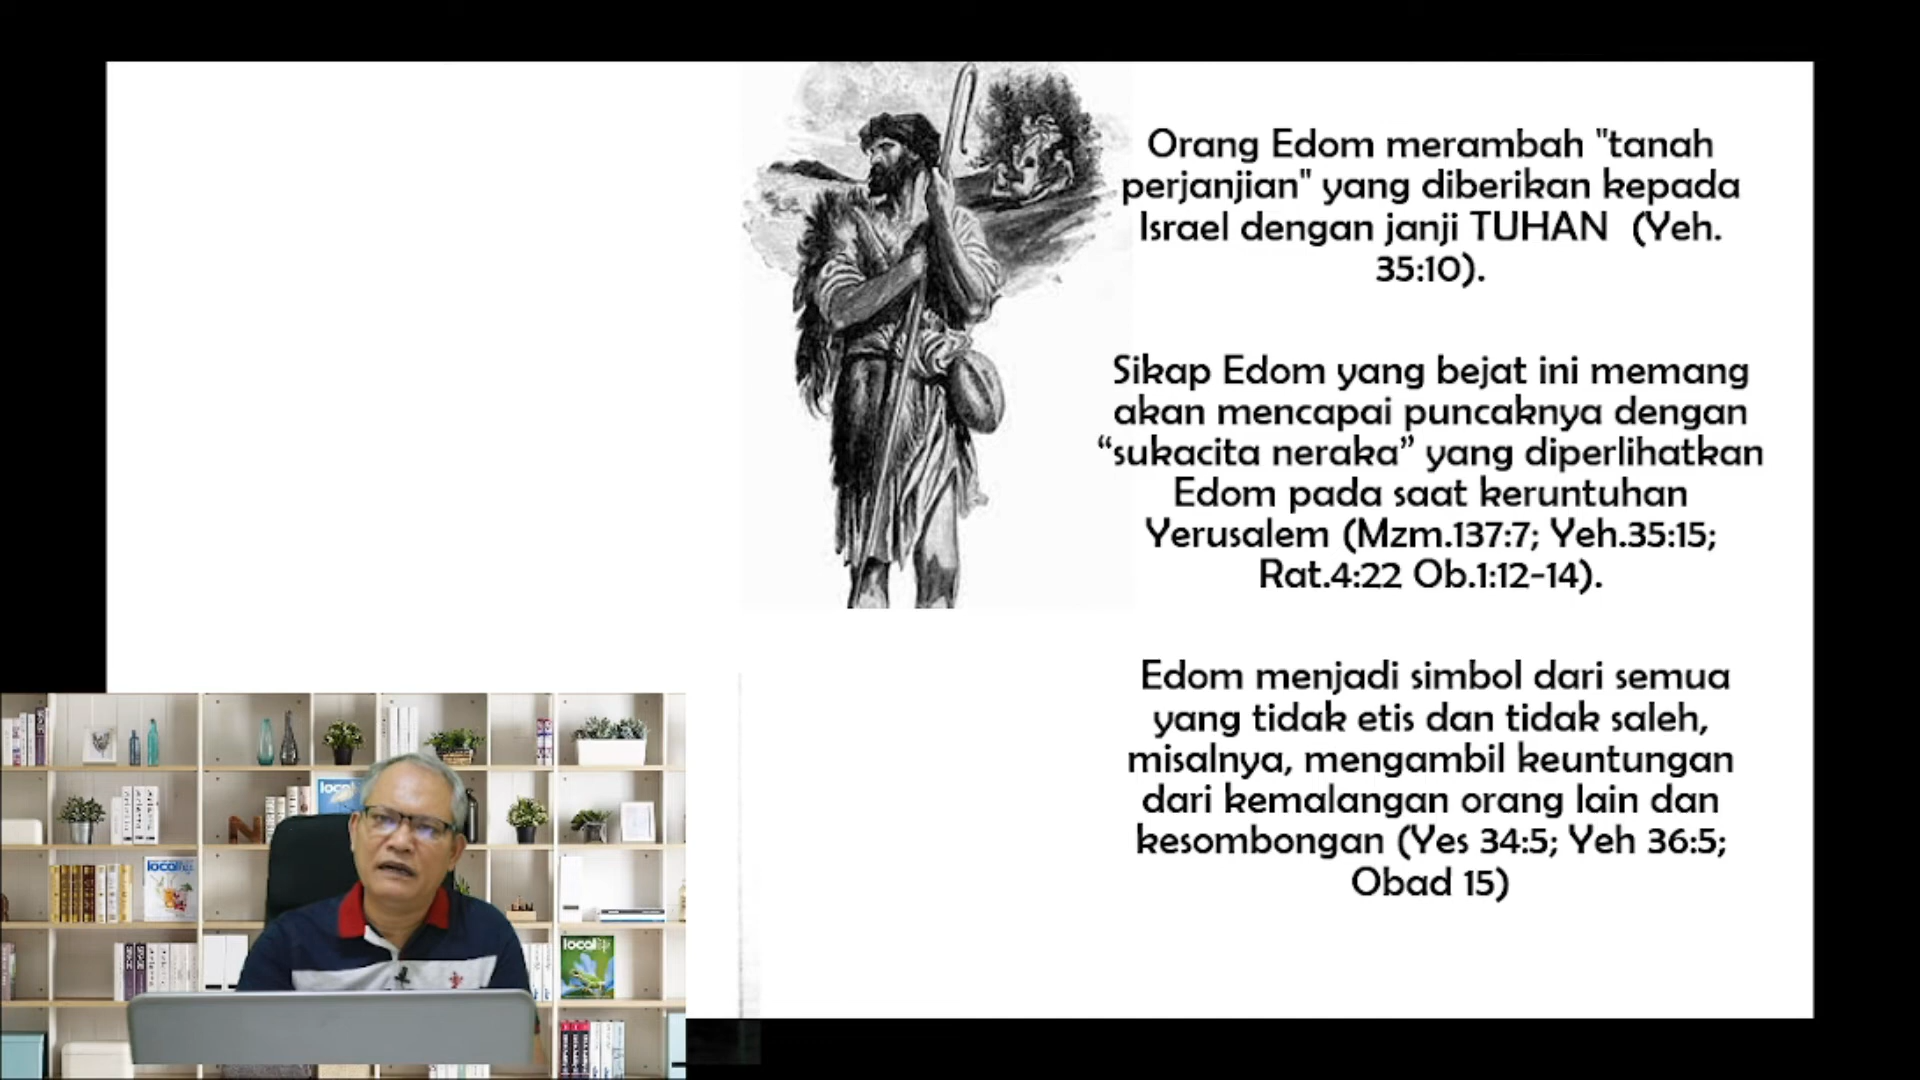 Orang Edom merambah "tanah
perjanjian" yang diberikan kepada
Israel dengan janji TUHAN (Yeh.
35:10).
Sikap Edom yang bejat ini memang
akan mencapai puncaknya dengan
“sukacita neraka” yang diperlihatkan
Edom pada saat keruntuhan
Yerusalem (Mzm.137:7; Yeh.35:15;
Rat.4:22 Ob.1:12-14).
Edom menjadi simbol dari semua
yang tidak etis dan tidak saleh,
misalnya, mengambil keuntungan
dari kemalangan orang lain dan
kesombongan (Yes 34:5; Yeh 36:5;
Obad 15)
local
local
local